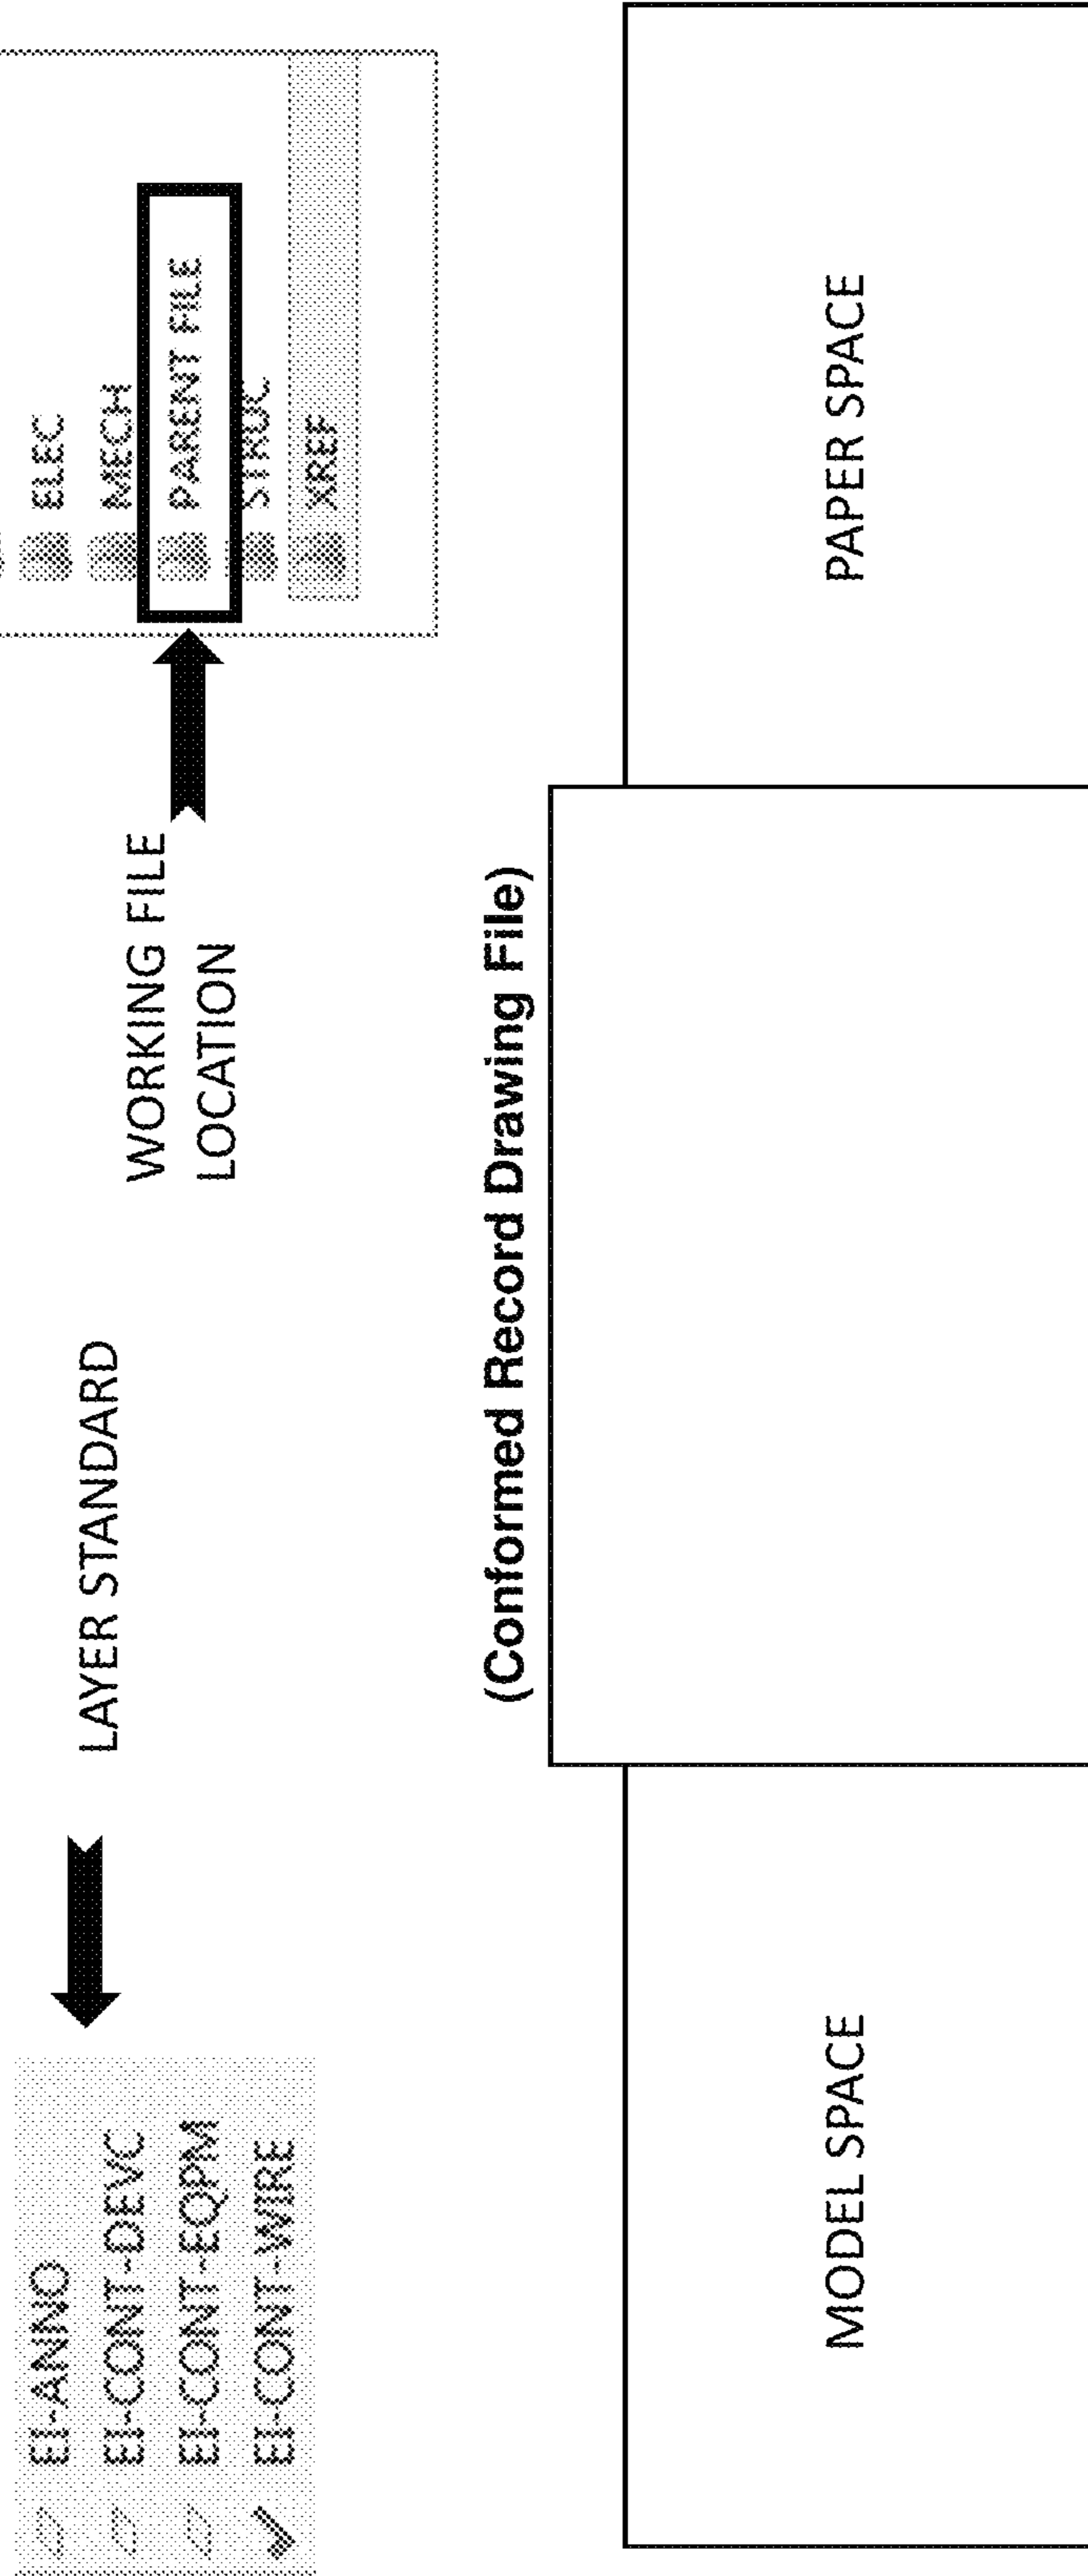 EI-ANNO
EI-CONT-DEVC
EI-CONT-EQPM
EI-CONT-WIRE
LAYER STANDARD
WORKING FILE
LOCATION
ELEC
MECH
PARENT FILE
STRUC
XREF
(Conformed Record Drawing File)
MODEL SPACE
PAPER SPACE